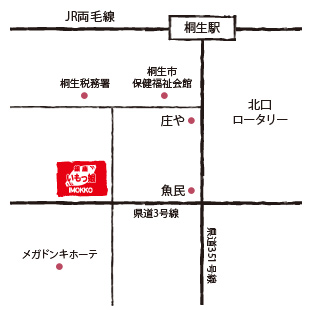 JR両毛線
桐生駅
桐生市
保健福祉会館
桐生税務署
北口
ロータリー
庄や
いもっ娘
IMOKKO
魚民
県道3号線
県道351号線
メガドンキホーテ